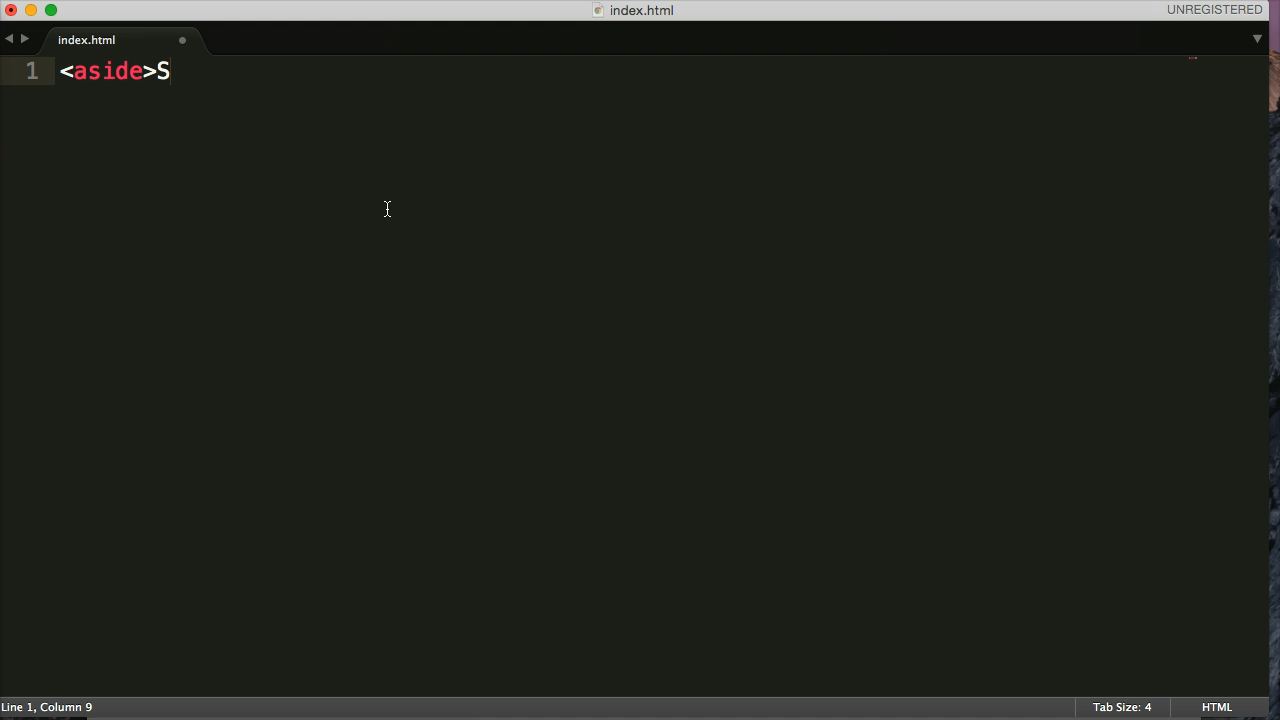 index.html
UNREGISTERED
index.html
1 <aside>S
Line 1, Column 9
Tab Size: 4
HTML